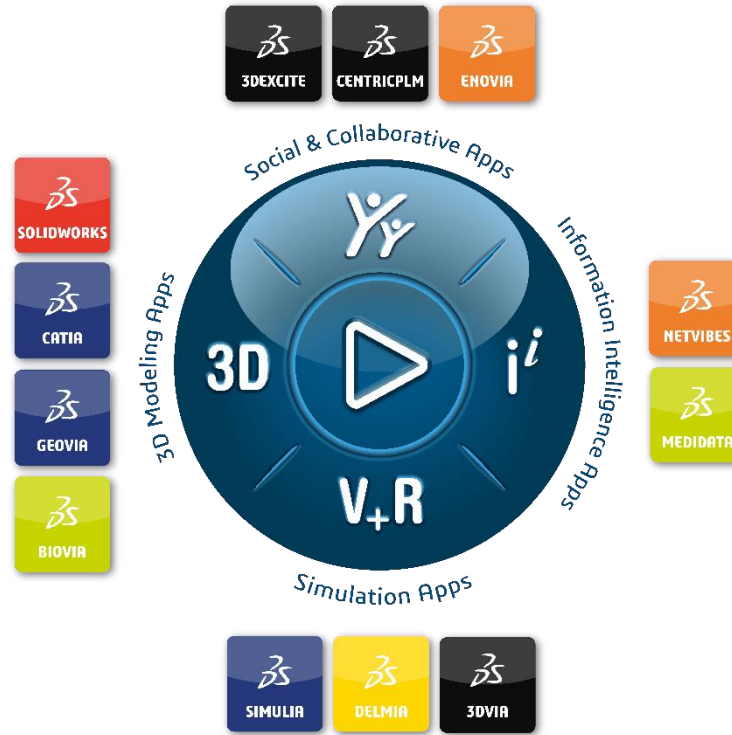 3DEXCITE
CENTRICPLM
ENOVIA
Social & Collaborative Apps
SOLIDWORKS
CATIA
GEOVIA
BIOVIA
3D Modeling Apps
3D
i i
V+R
Information Intelligence Apps
NETVIBES
MEDIDATA
Simulation Apps
SIMULIA
DELMIA
3DVIA